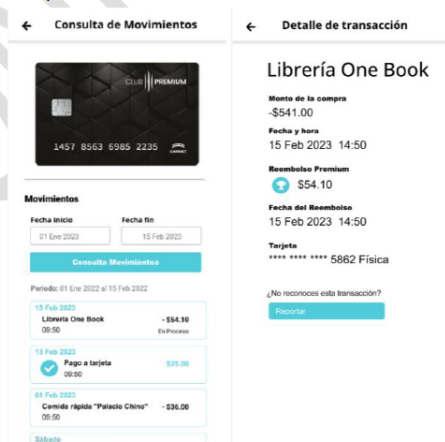 Consulta de Movimientos
CLUB PREMIUM
1457 8563 6985 2235
CARNET
Movimientos
Fecha inicio Fecha fin
01 Ene 2023 15 Feb 2023
Consulta Movimientos
Periodo: 01 Ene 2022 al 15 Feb 2022
15 Feb 2023
Librería One Book - $54.10
09:50 En Proceso
13 Feb 2023
Pago a tarjeta $25.00
09:50
01 Feb 2023
Comida rápida "Palacio Chino" - $36.00
09:50
Sábado
Detalle de transacción
Librería One Book
Monto de la compra
-$541.00
Fecha y hora
15 Feb 2023 14:50
Reembolso Premium
$54.10
Fecha del Reembolso
15 Feb 2023 14:50
Tarjeta
**** **** **** 5862 Física
¿No reconoces esta transacción?
Reportar